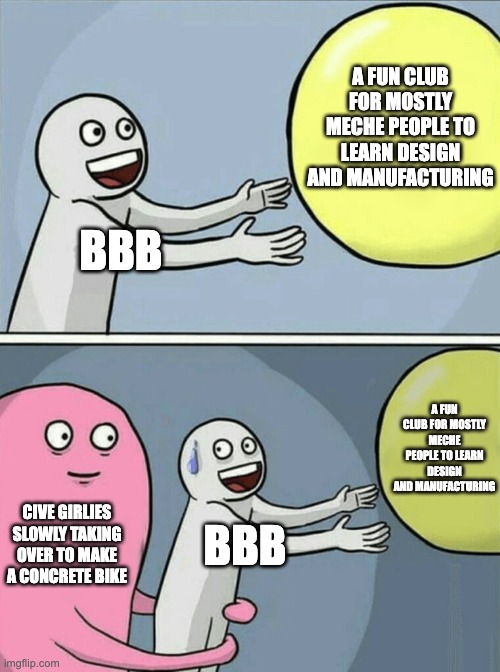 A FUN CLUB
FOR MOSTLY
MECHE PEOPLE TO
LEARN DESIGN
AND MANUFACTURING
BBB
A FUN
CLUB FOR MOSTLY
MECHE
PEOPLE TO LEARN
DESIGN
AND MANUFACTURING
CIVE GIRLIES
SLOWLY TAKING
OVER TO MAKE
A CONCRETE BIKE
BBB
imgflip.com